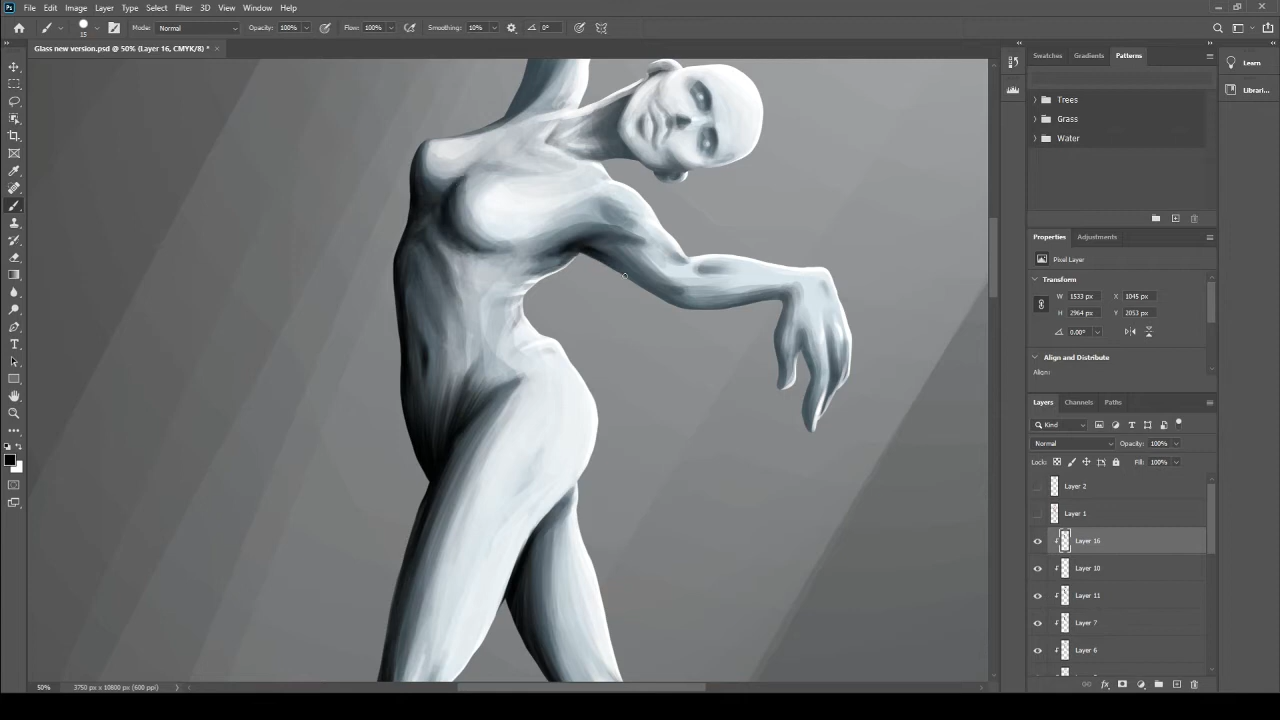 Ps File Edit Image Layer Type Select Filter 3D View Window Help
15 Mode: Normal Opacity: 100% Flow: 100% Smoothing: 10% 0°
Glass new version.psd @ 50% (Layer 16, CMYK/8) * ×
Swatches Gradients Patterns
Trees
Grass
Water
Learn
Librari...
Properties Adjustments
Pixel Layer
Transform
W 1533 px X 1045 px
H 2964 px Y 2053 px
0.00°
Align and Distribute
Align:
Layers Channels Paths
Kind
Normal Opacity: 100%
Lock: Fill: 100%
Layer 2
Layer 1
Layer 16
Layer 10
Layer 11
Layer 7
Layer 6
50% 3750 px x 10800 px (600 ppi)